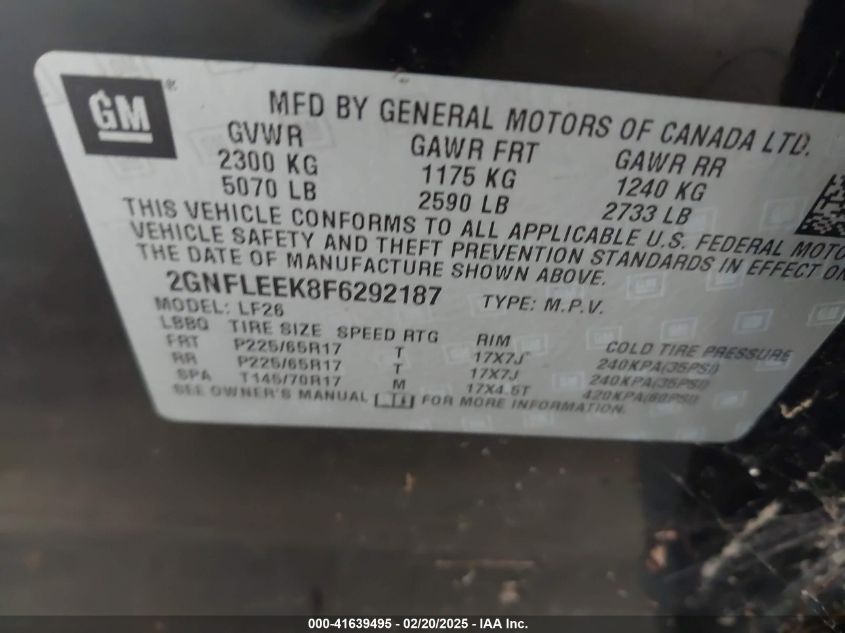 GM ®
MFD BY GENERAL MOTORS OF CANADA LTD.
GVWR GAWR FRT GAWR RR
2300 KG 1175 KG 1240 KG
5070 LB 2590 LB 2733 LB
THIS VEHICLE CONFORMS TO ALL APPLICABLE U.S. FEDERAL MOTO
VEHICLE SAFETY AND THEFT PREVENTION STANDARDS IN EFFECT ON
THE DATE OF MANUFACTURE SHOWN ABOVE.
2GNFLEEK8F6292187 TYPE: M.P.V.
MODEL: LF26
LBBQ TIRE SIZE SPEED RTG RIM COLD TIRE PRESSURE
FRT P225/65R17 T 17X7J 240KPA(35PSI)
RR P225/65R17 T 17X7J 240KPA(35PSI)
SPA T145/70R17 M 17X4.5T 420KPA(60PSI)
SEE OWNER'S MANUAL FOR MORE INFORMATION.
000-41639495 - 02/20/2025 - IAA Inc.